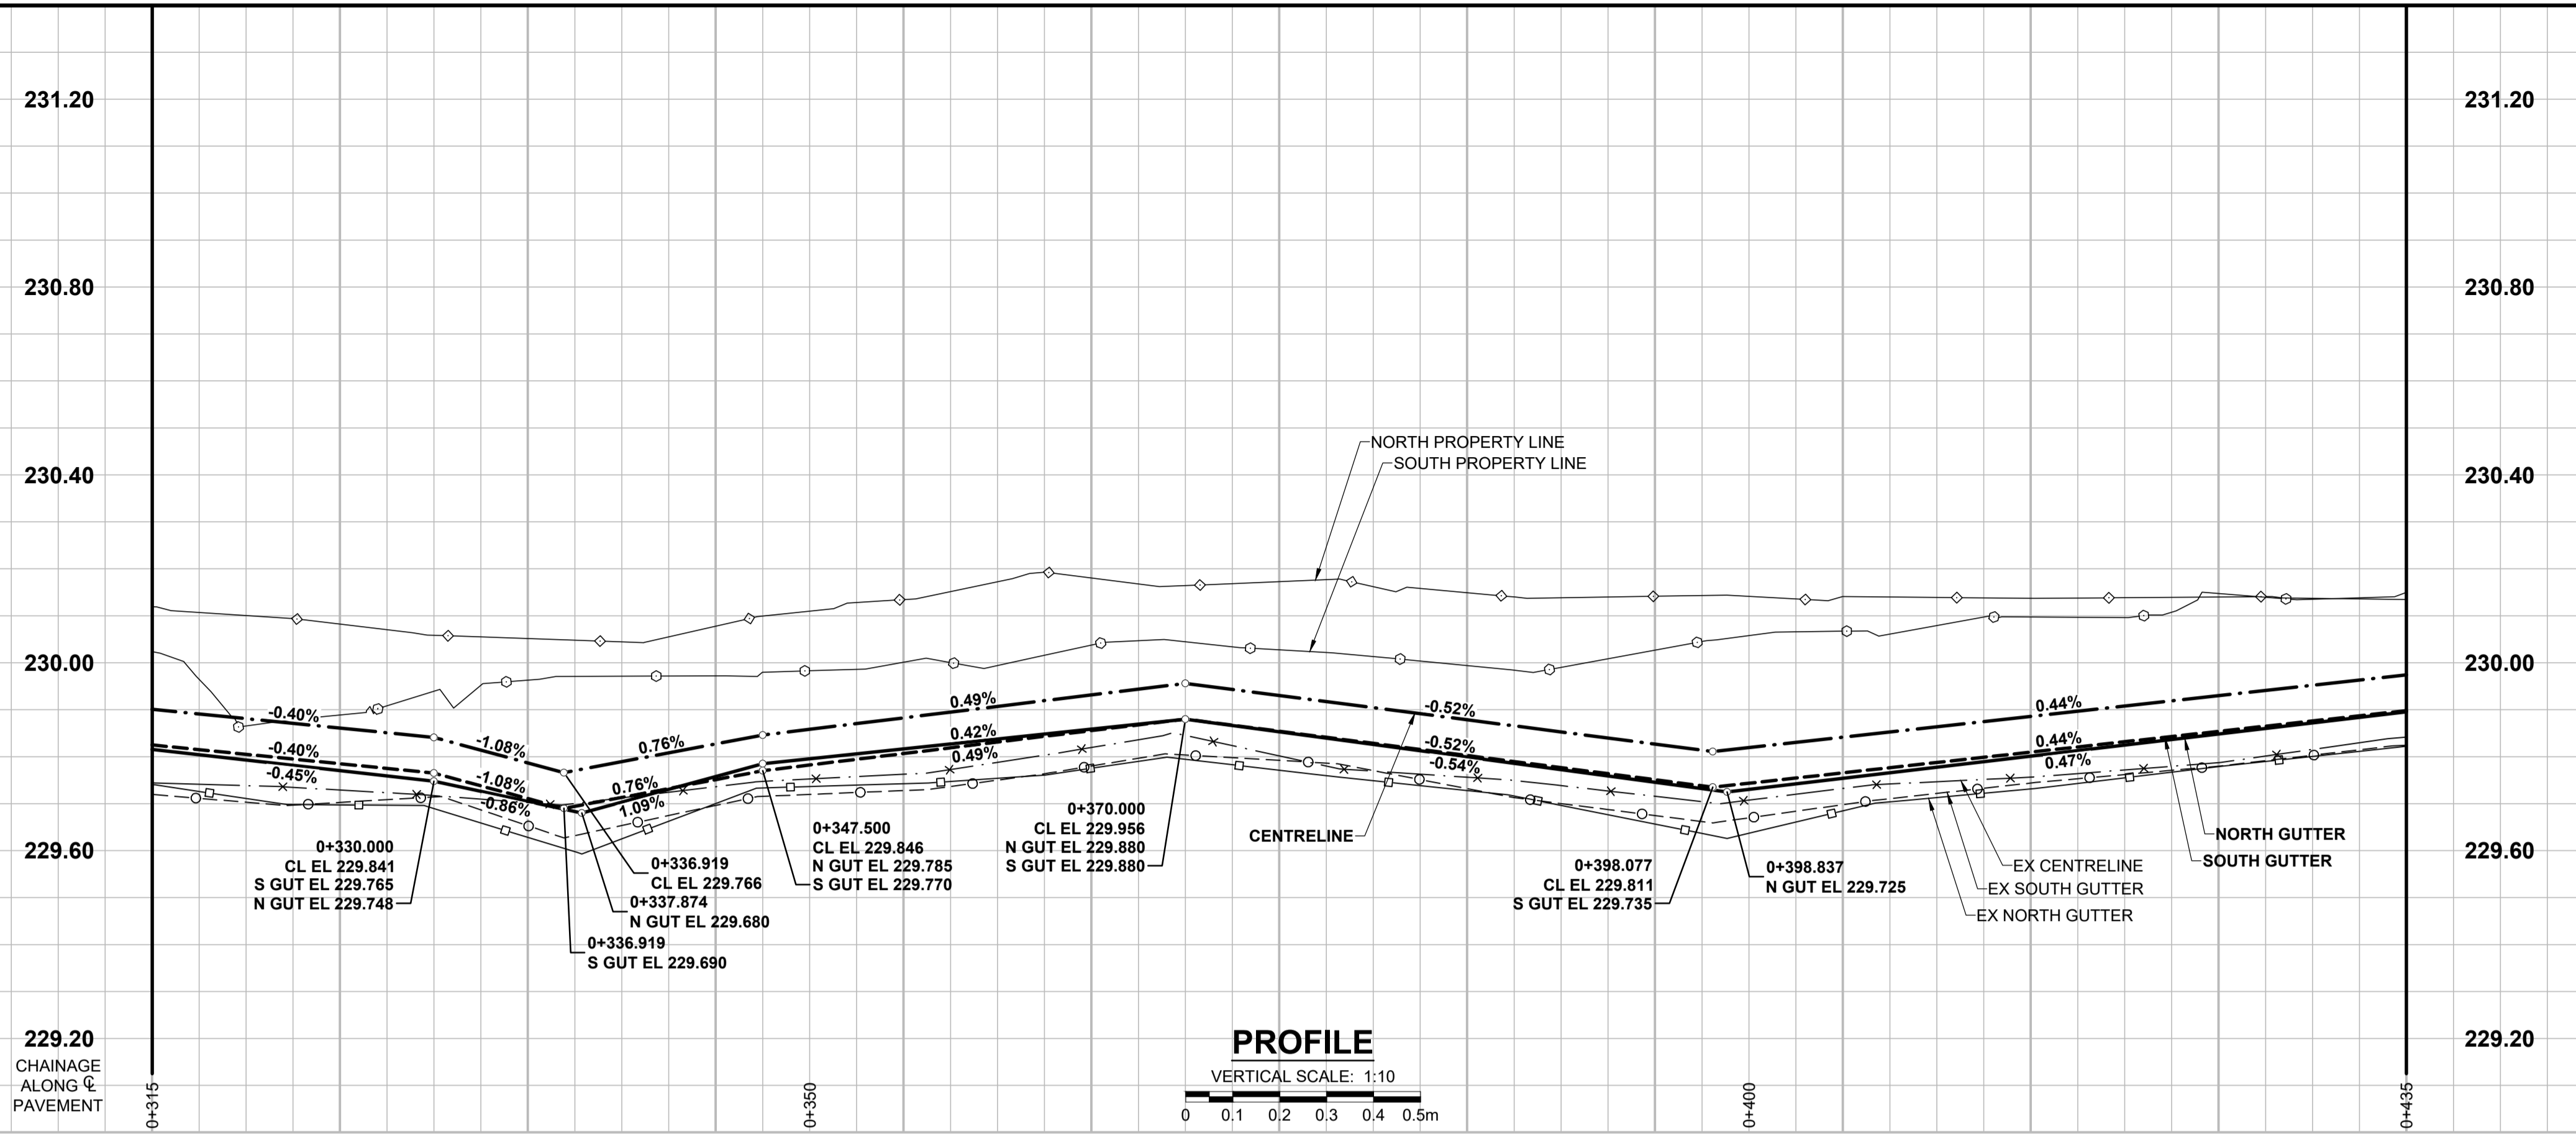 231.20
231.20
230.80
230.80
NORTH PROPERTY LINE
SOUTH PROPERTY LINE
230.40
230.40
230.00
230.00
-0.40%
-1.08%
0.76%
0.49%
-0.52%
0.44%
-0.40%
-1.08%
0.76%
0.42%
-0.52%
0.44%
-0.45%
-0.86%
1.09%
0.49%
-0.54%
0.47%
229.60
229.60
0+330.000
CL EL 229.841
S GUT EL 229.765
N GUT EL 229.748
0+336.919
CL EL 229.766
0+337.874
N GUT EL 229.680
0+336.919
S GUT EL 229.690
0+347.500
CL EL 229.846
N GUT EL 229.785
S GUT EL 229.770
0+370.000
CL EL 229.956
N GUT EL 229.880
S GUT EL 229.880
CENTRELINE
0+398.077
CL EL 229.811
S GUT EL 229.735
0+398.837
N GUT EL 229.725
EX CENTRELINE
EX SOUTH GUTTER
EX NORTH GUTTER
NORTH GUTTER
SOUTH GUTTER
229.20
229.20
CHAINAGE
ALONG ℄
PAVEMENT
0+315
0+350
0+400
0+435
PROFILE
VERTICAL SCALE: 1:10
0 0.1 0.2 0.3 0.4 0.5m